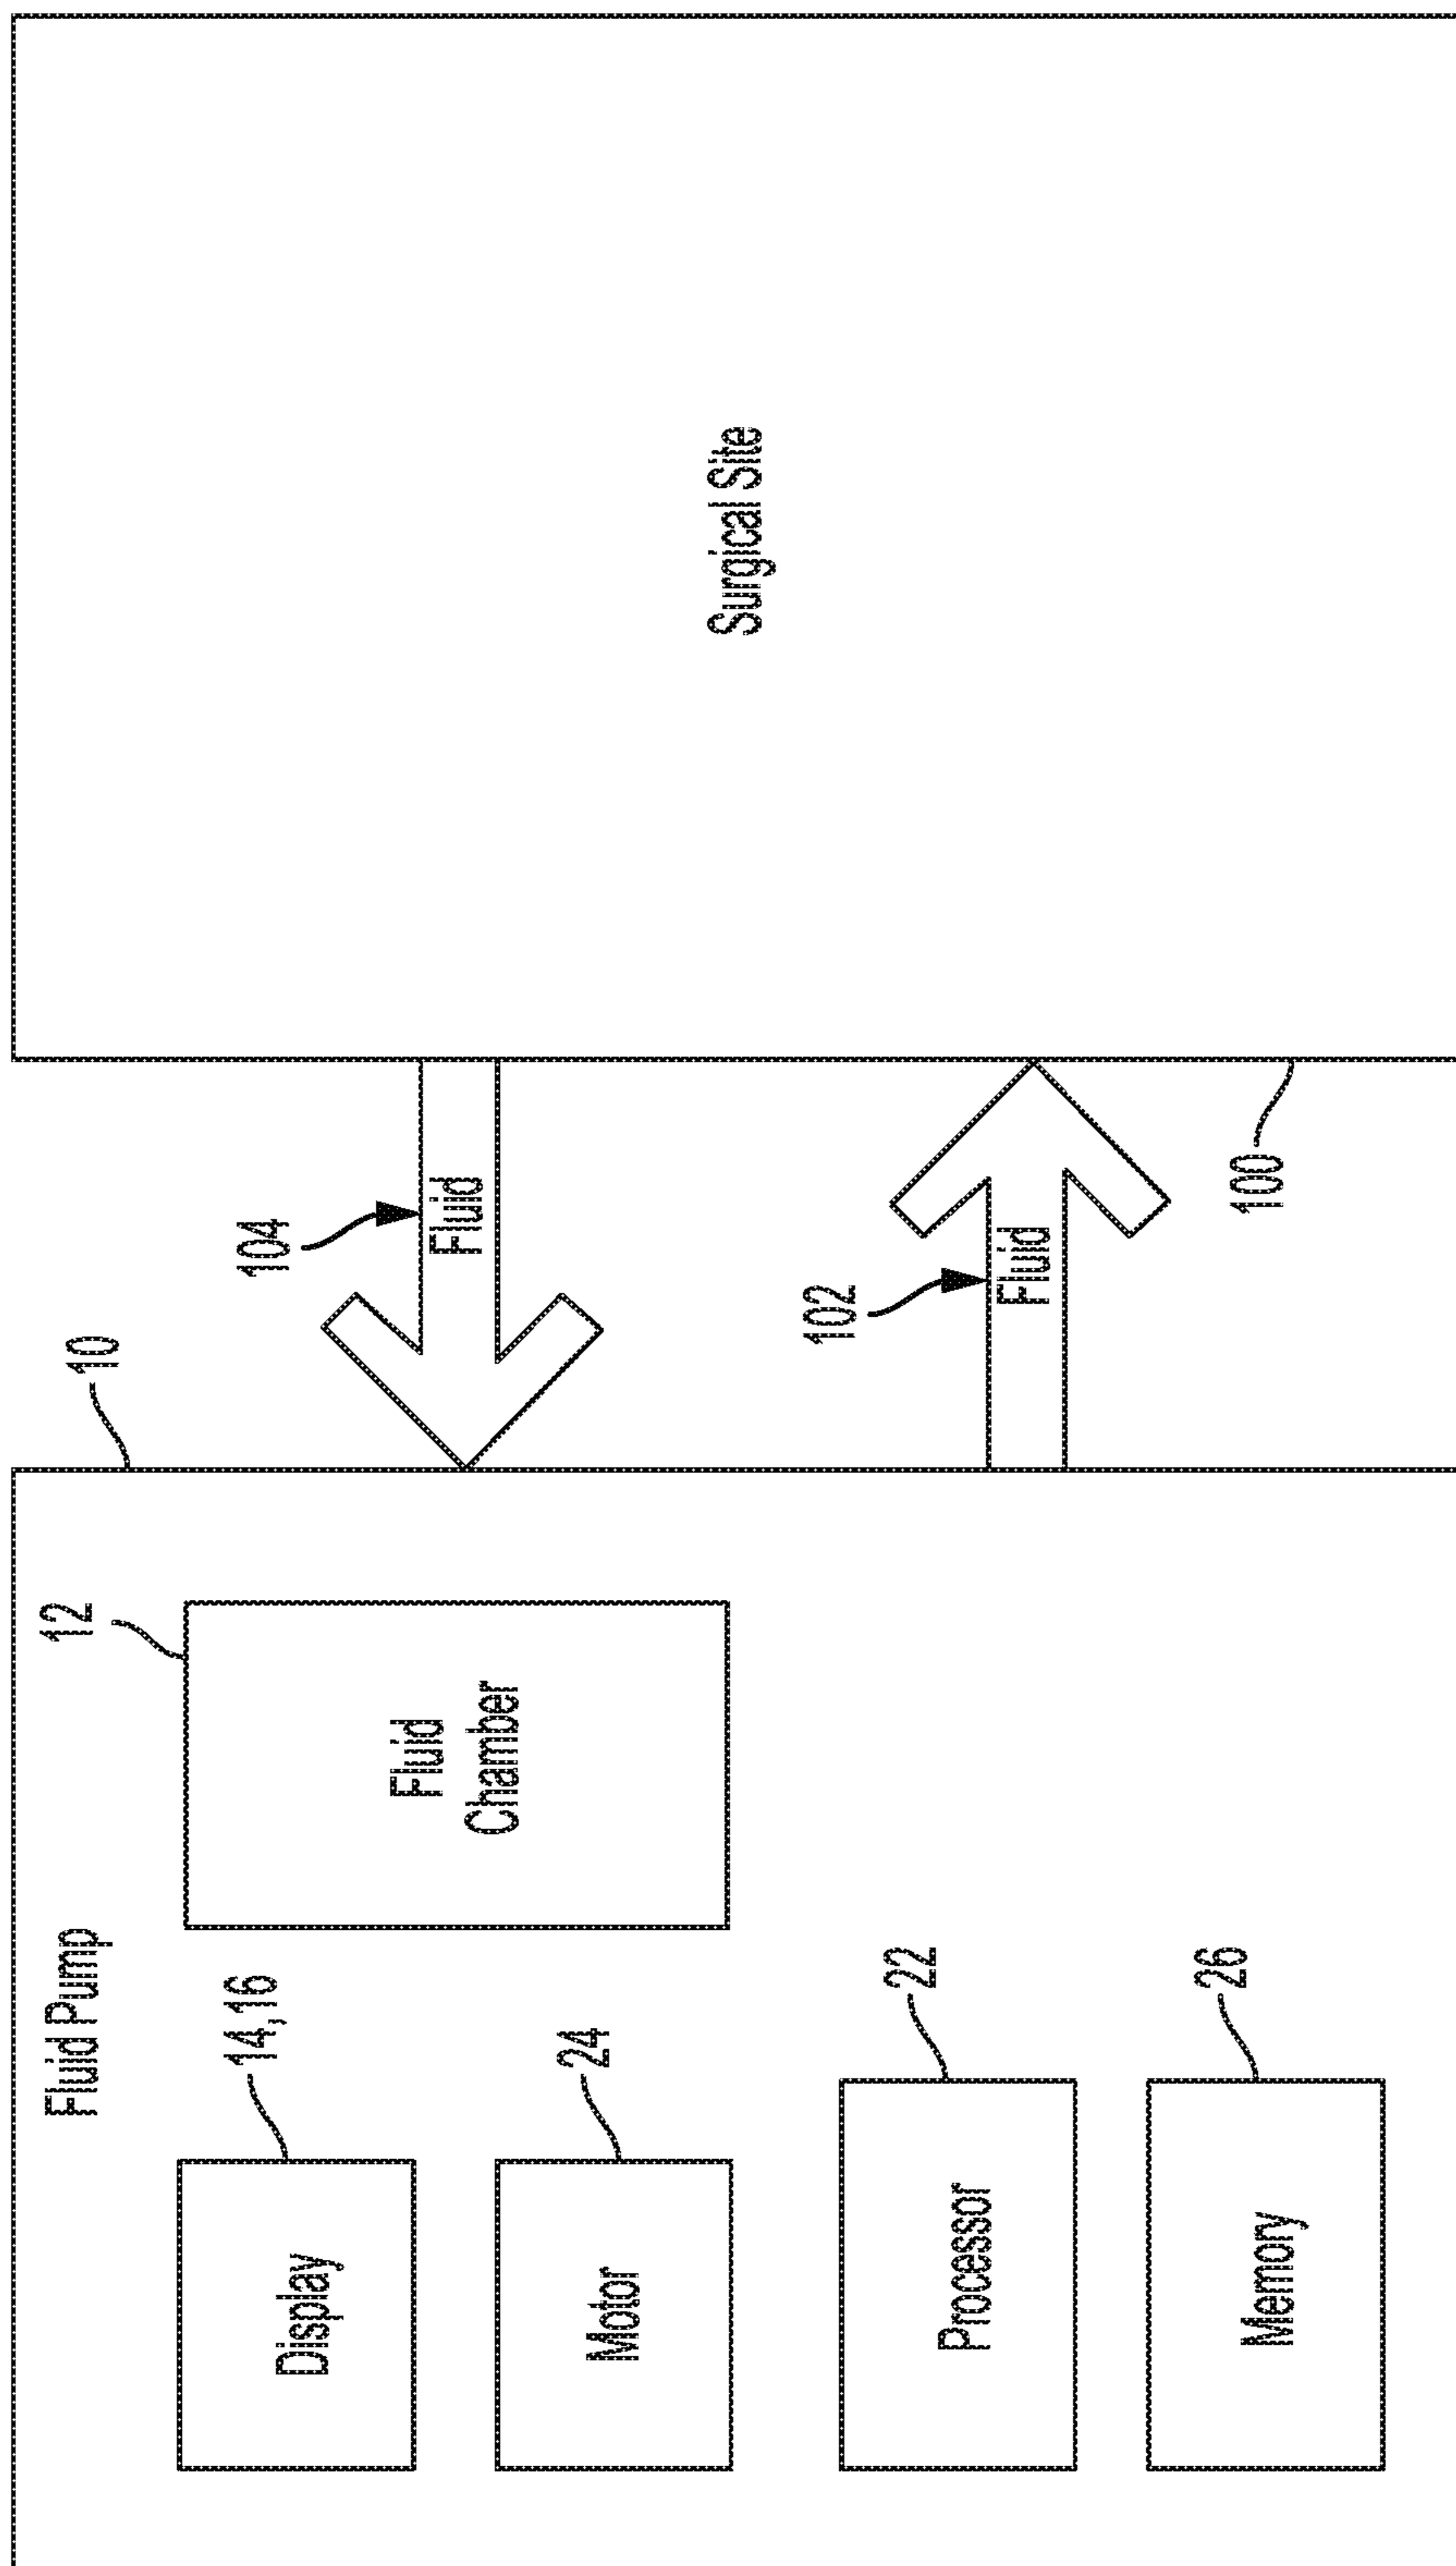 Fluid Pump
10
14,16
12
Display
Fluid
Chamber
104
Fluid
24
Motor
Surgical Site
22
Processor
102
Fluid
26
Memory
100